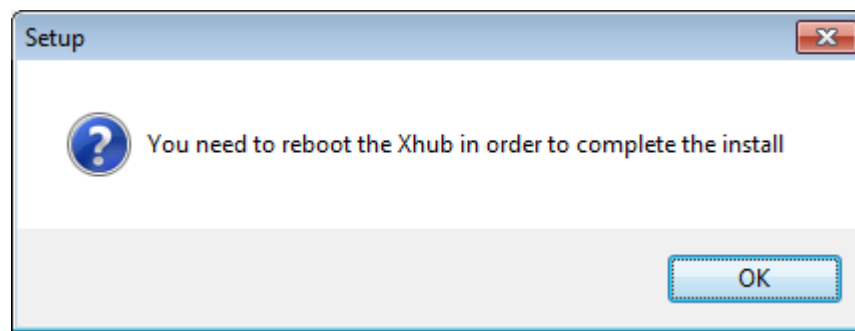 Setup
You need to reboot the Xhub in order to complete the install
OK